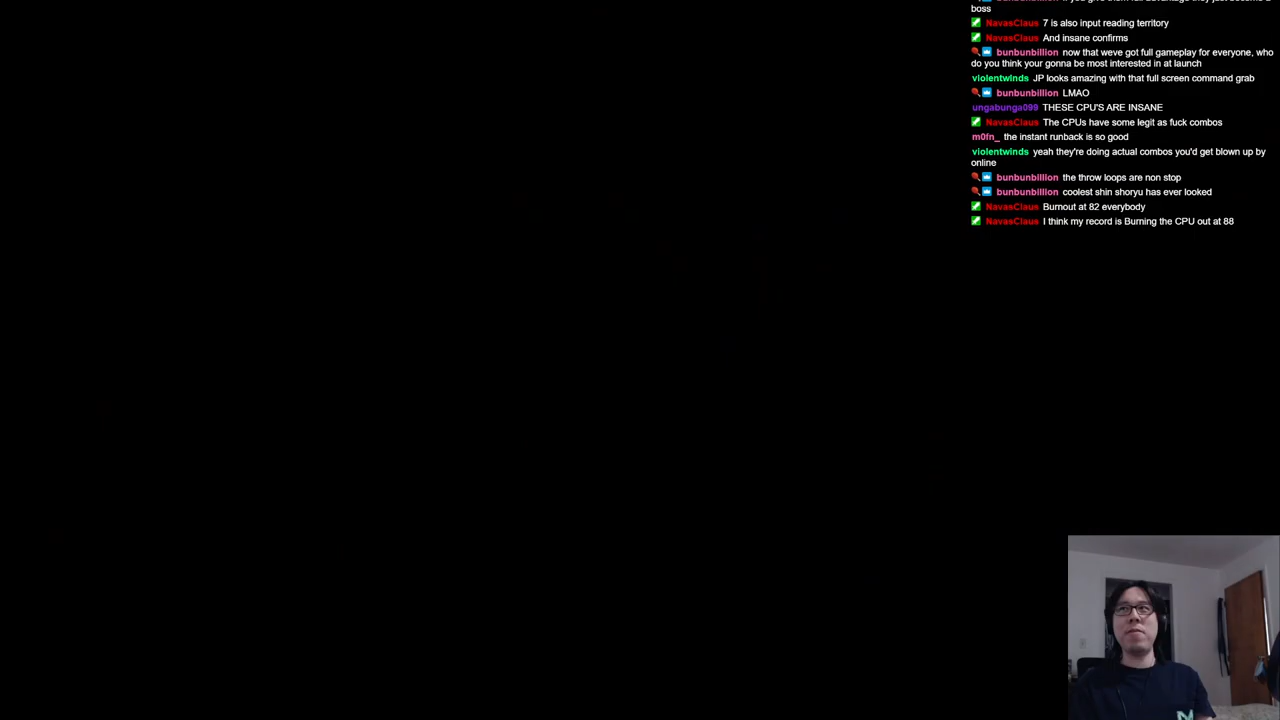 boss
NavasClaus 7 is also input reading territory
NavasClaus And insane confirms
bunbunbillion now that weve got full gameplay for everyone, who
do you think your gonna be most interested in at launch
violentwinds JP looks amazing with that full screen command grab
bunbunbillion LMAO
ungabunga099 THESE CPU'S ARE INSANE
NavasClaus The CPUs have some legit as fuck combos
m0fn_ the instant runback is so good
violentwinds yeah they're doing actual combos you'd get blown up by
online
bunbunbillion the throw loops are non stop
bunbunbillion coolest shin shoryu has ever looked
NavasClaus Burnout at 82 everybody
NavasClaus I think my record is Burning the CPU out at 88